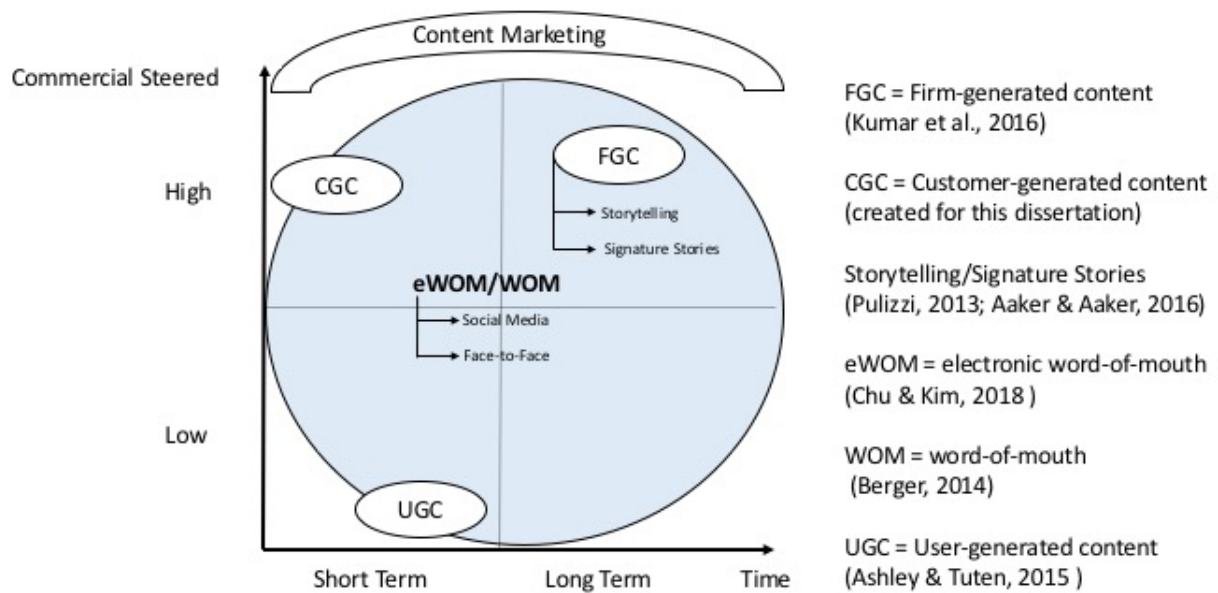 Content Marketing
Commercial Steered
High
Low
CGC
FGC
Storytelling
Signature Stories
eWOM/WOM
Social Media
Face-to-Face
UGC
Short Term
Long Term
Time
FGC = Firm-generated content
(Kumar et al., 2016)
CGC = Customer-generated content
(created for this dissertation)
Storytelling/Signature Stories
(Pulizzi, 2013; Aaker & Aaker, 2016)
eWOM = electronic word-of-mouth
(Chu & Kim, 2018 )
WOM = word-of-mouth
(Berger, 2014)
UGC = User-generated content
(Ashley & Tuten, 2015 )